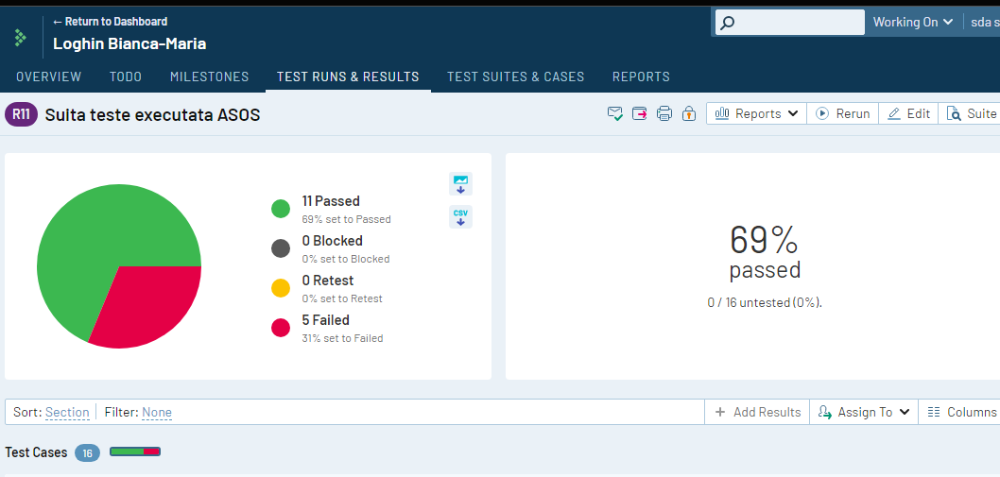 ← Return to Dashboard
Loghin Bianca-Maria
Working On
sda s
OVERVIEW TODO MILESTONES TEST RUNS & RESULTS TEST SUITES & CASES REPORTS
R11 Suita teste executata ASOS
Reports Rerun Edit Suite
11 Passed
69% set to Passed
0 Blocked
0% set to Blocked
0 Retest
0% set to Retest
5 Failed
31% set to Failed
CSV
69%
passed
0 / 16 untested (0%).
Sort: Section Filter: None
+ Add Results Assign To Columns
Test Cases 16